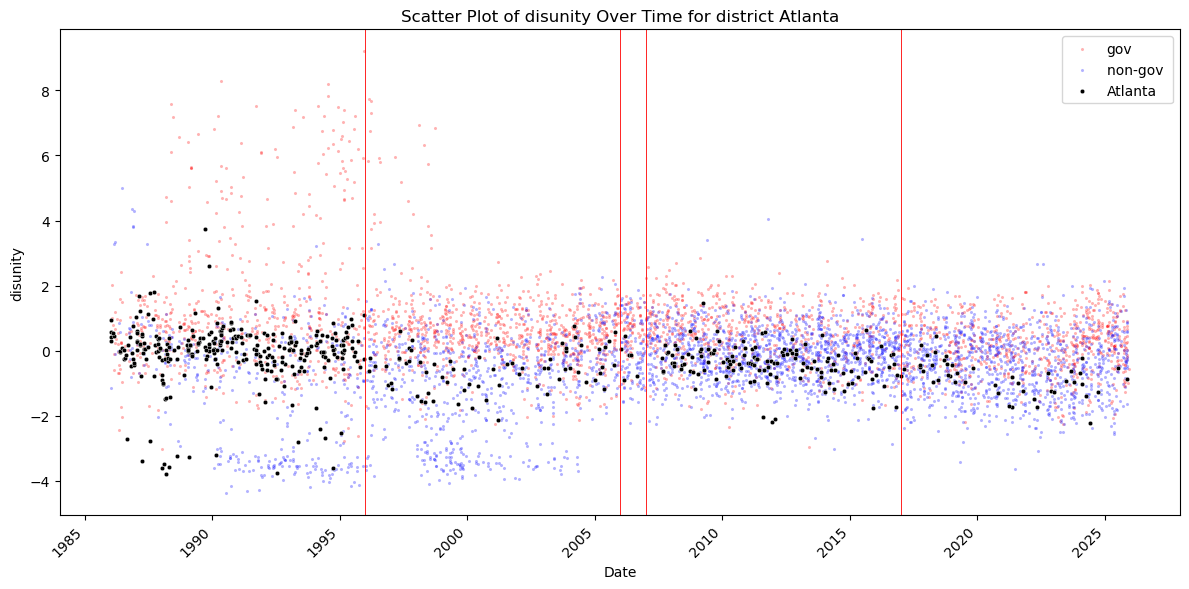 Scatter Plot of disunity Over Time for district Atlanta
gov
non-gov
Atlanta
disunity
8
6
4
2
0
−2
−4
1985
1990
1995
2000
2005
2010
2015
2020
2025
Date